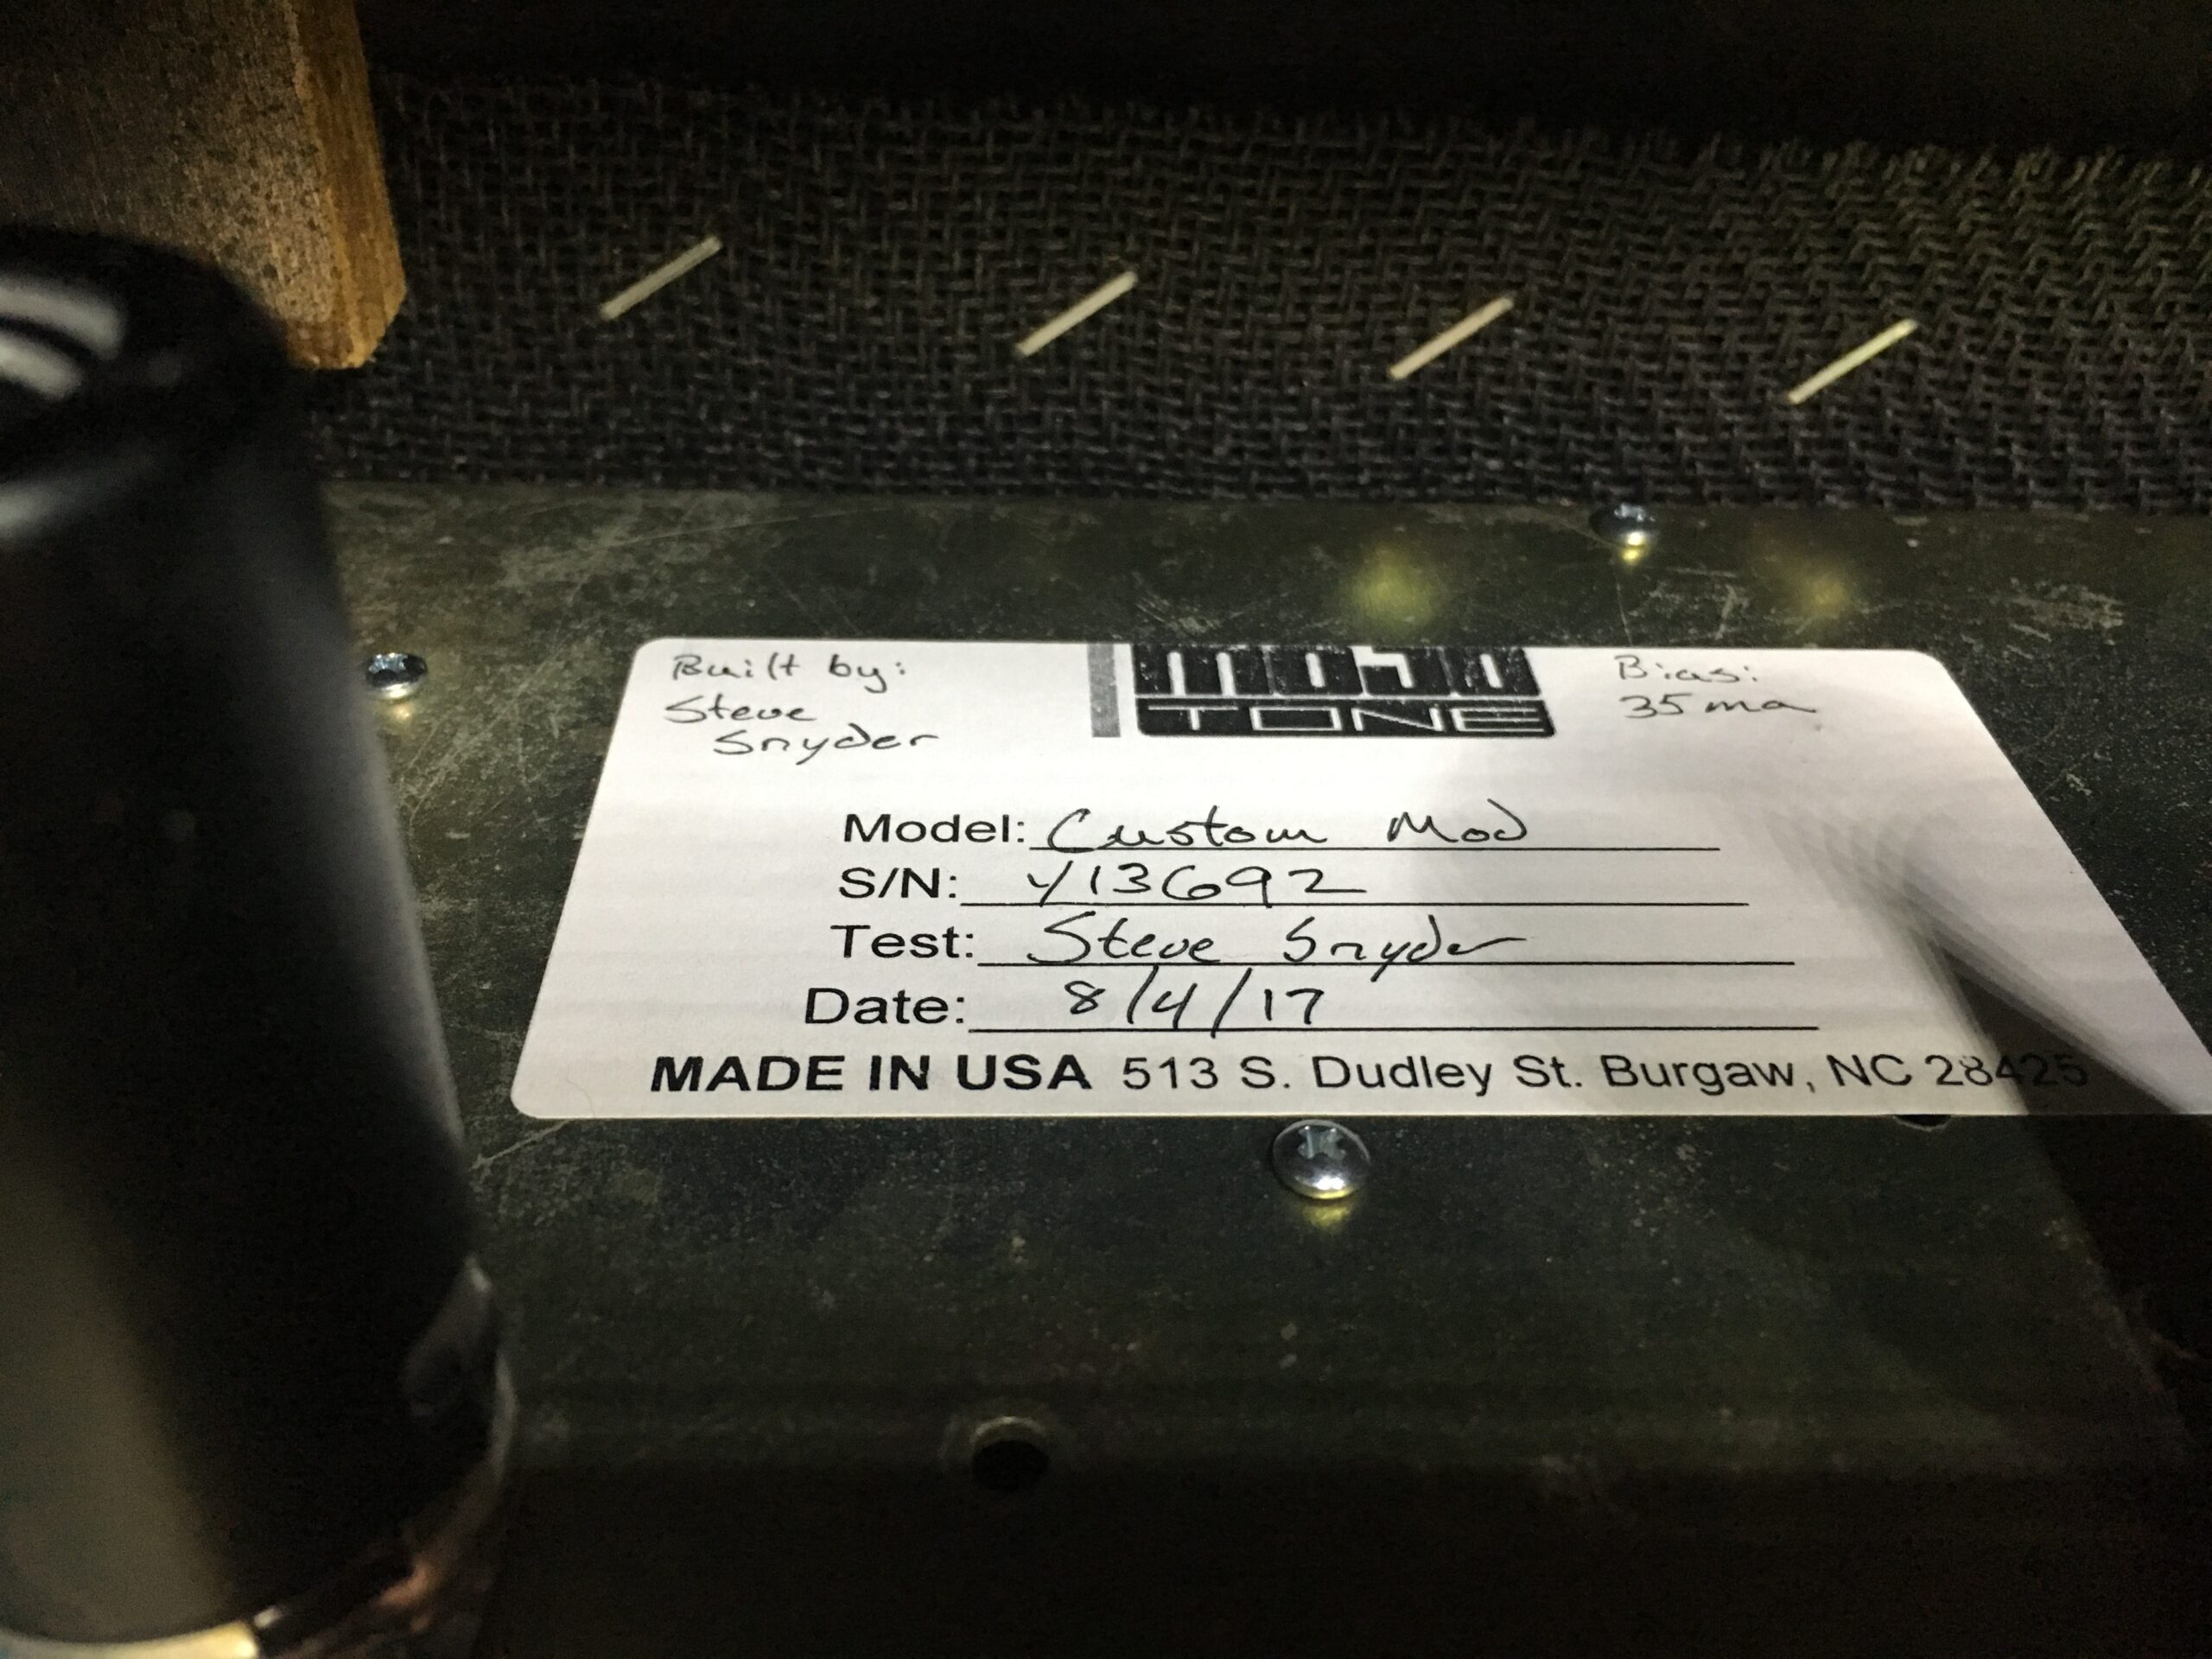 Built by:
Steve
Snyder
MOJO
TONE
Bias:
35 ma
Model: Custom Mod
S/N: Y13692
Test: Steve Snyder
Date: 8/4/17
MADE IN USA 513 S. Dudley St. Burgaw, NC 28425